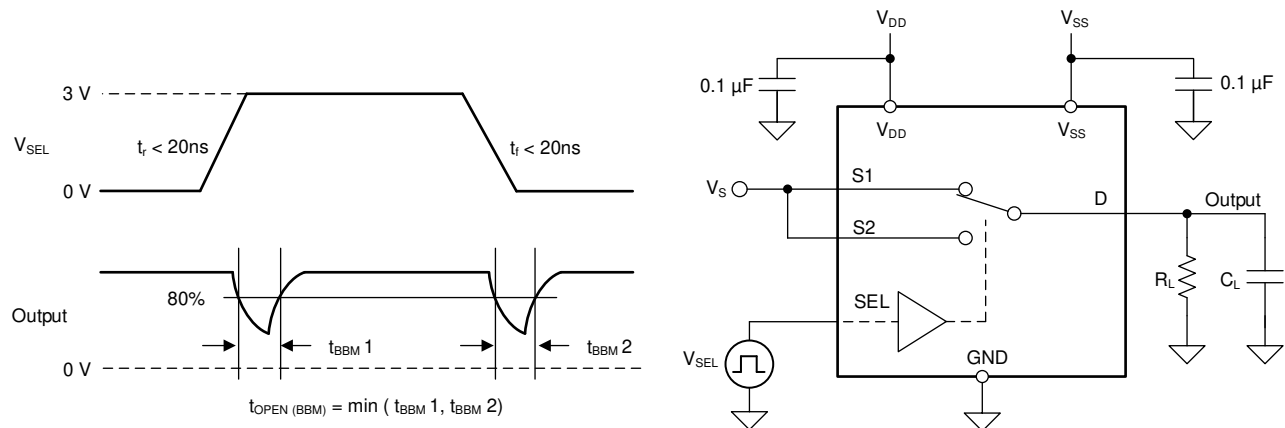 3 V
V_SEL
t_r < 20ns
t_f < 20ns
0 V
80%
Output
t_BBM 1
t_BBM 2
0 V
t_OPEN (BBM) = min ( t_BBM 1, t_BBM 2)
V_DD
V_SS
0.1 µF
0.1 µF
V_DD
V_SS
V_S
S1
D
Output
S2
R_L
C_L
SEL
V_SEL
GND